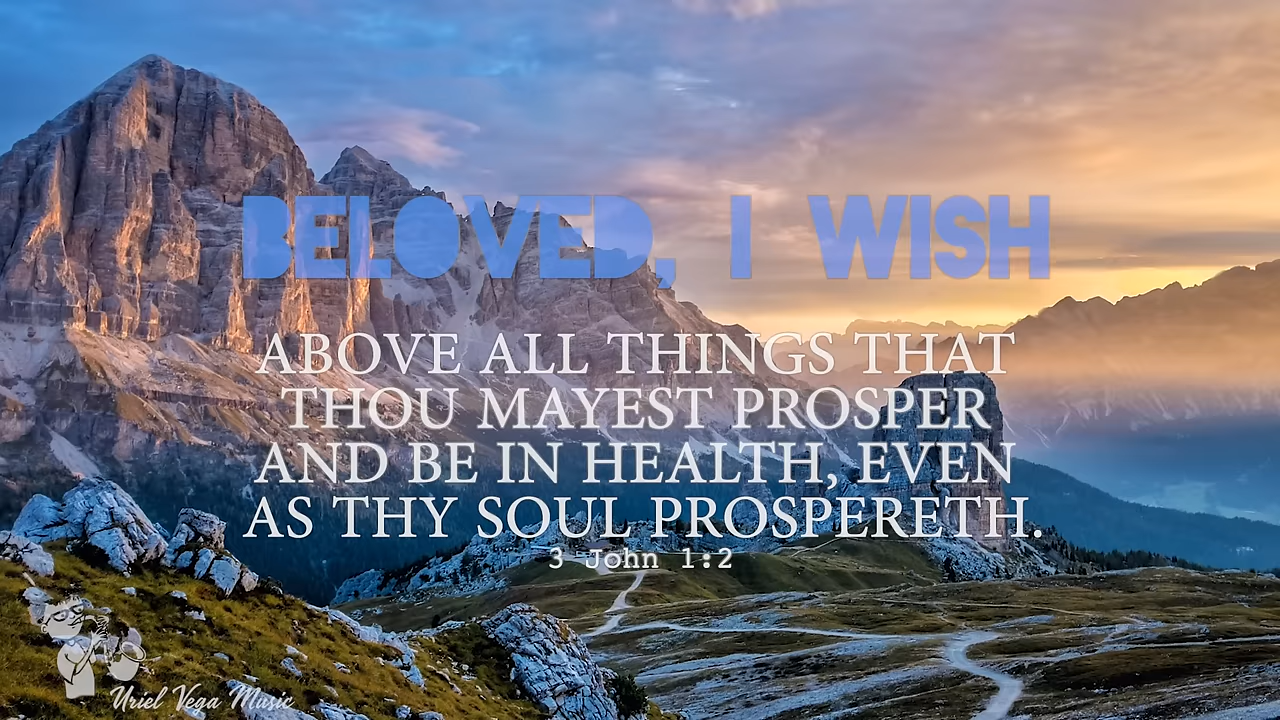 BELOVED, I WISH
ABOVE ALL THINGS THAT
THOU MAYEST PROSPER
AND BE IN HEALTH, EVEN
AS THY SOUL PROSPERETH.
3 John 1:2
Uriel Vega Music